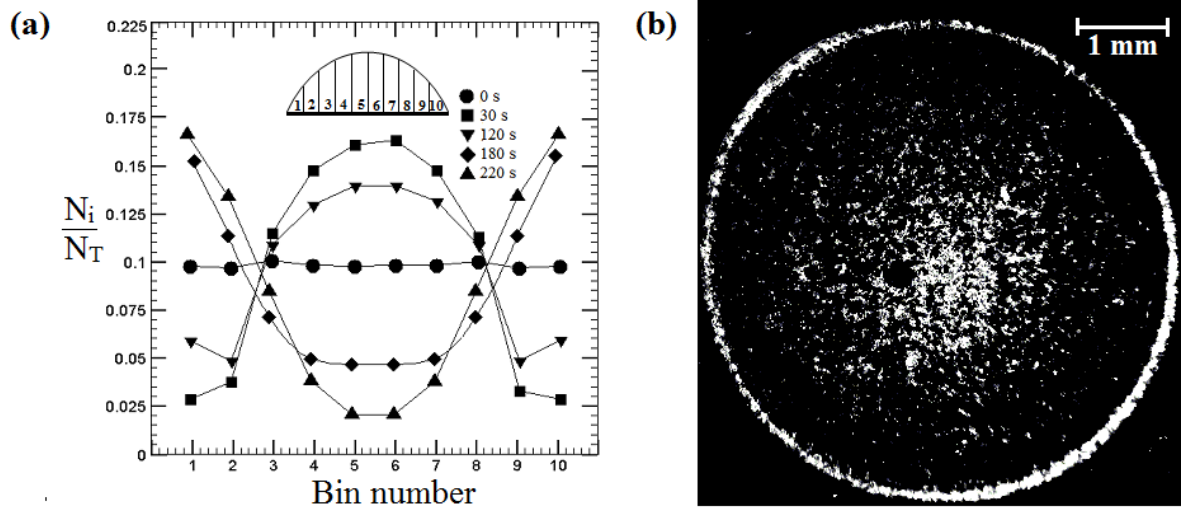 (a)
0.225
0.2
0.175
0.15
0.125
0.1
0.075
0.05
0.025
0
N_i
N_T
1 2 3 4 5 6 7 8 9 10
0 s
30 s
120 s
180 s
220 s
1 2 3 4 5 6 7 8 9 10
Bin number
(b)
1 mm